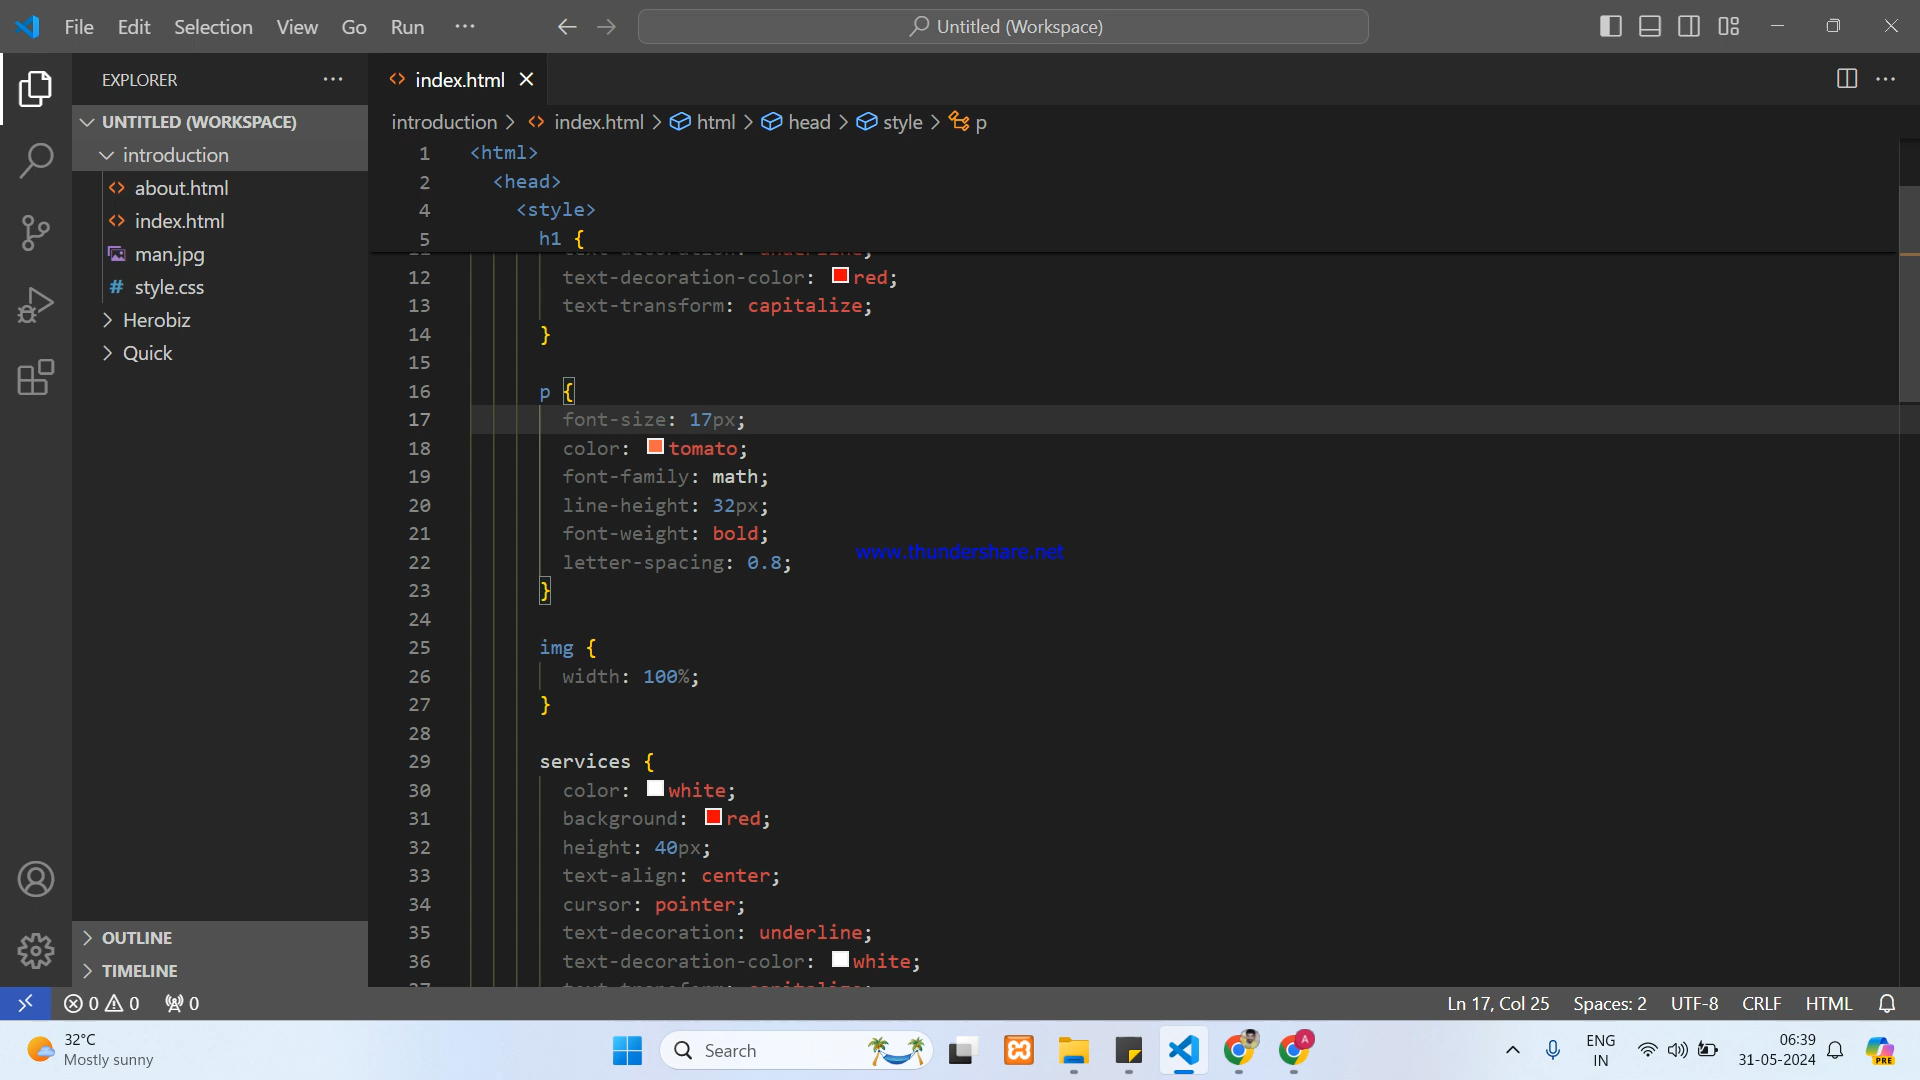 File Edit Selection View Go Run ··· Untitled (Workspace)
EXPLORER ···
index.html
UNTITLED (WORKSPACE)
introduction
about.html
index.html
man.jpg
# style.css
Herobiz
Quick
OUTLINE
TIMELINE
introduction > index.html > html > head > style > p
1 <html>
2 <head>
4 <style>
5 h1 {
12 text-decoration-color: red;
13 text-transform: capitalize;
14 }
15
16 p {
17 font-size: 17px;
18 color: tomato;
19 font-family: math;
20 line-height: 32px;
21 font-weight: bold;
22 letter-spacing: 0.8;
23 }
24
25 img {
26 width: 100%;
27 }
28
29 services {
30 color: white;
31 background: red;
32 height: 40px;
33 text-align: center;
34 cursor: pointer;
35 text-decoration: underline;
36 text-decoration-color: white;
www.thundershare.net
0 0 0 Ln 17, Col 25 Spaces: 2 UTF-8 CRLF HTML
32°C
Mostly sunny
Search
ENG
IN
06:39
31-05-2024
PRE
A